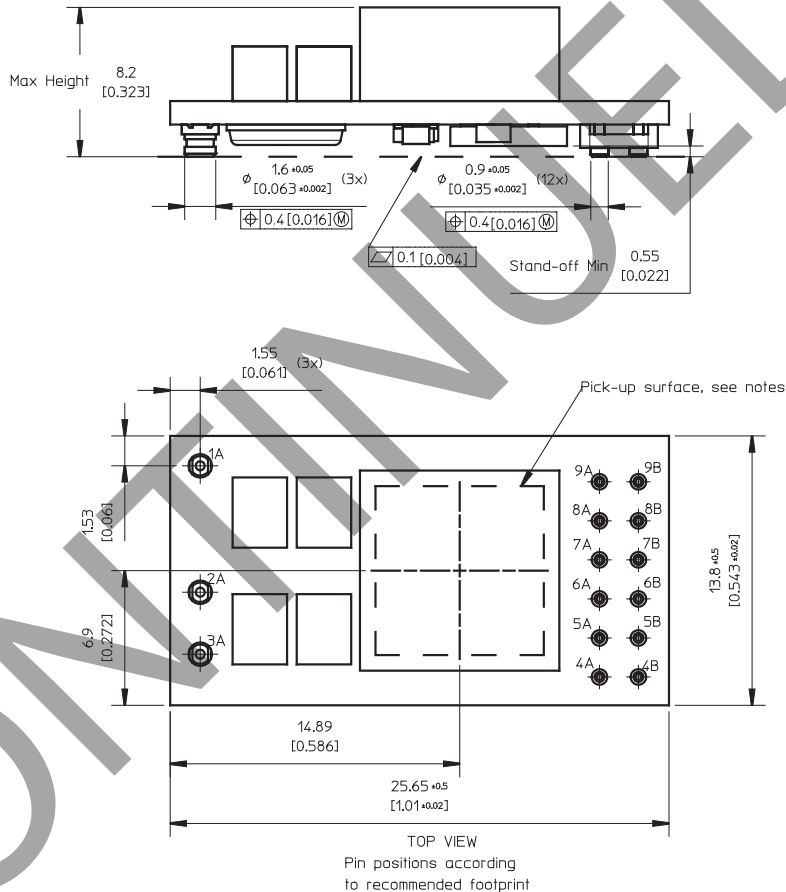 Max Height 8.2
[0.323]
⌀ 1.6 ±0.05 (3x)
[0.063 ±0.002]
⌖ 0.4 [0.016] Ⓜ
⌀ 0.9 ±0.05 (12x)
[0.035 ±0.002]
⌖ 0.4 [0.016] Ⓜ
⏥ 0.1 [0.004]
Stand-off Min 0.55
[0.022]
1.55 (3x)
[0.061]
Pick-up surface, see notes
1A
2A
3A
9A 9B
8A 8B
7A 7B
6A 6B
5A 5B
4A 4B
1.53
[0.06]
6.9
[0.272]
13.8 ±0.5
[0.543 ±0.02]
14.89
[0.586]
25.65 ±0.5
[1.01 ±0.02]
TOP VIEW
Pin positions according
to recommended footprint
ONTINUED